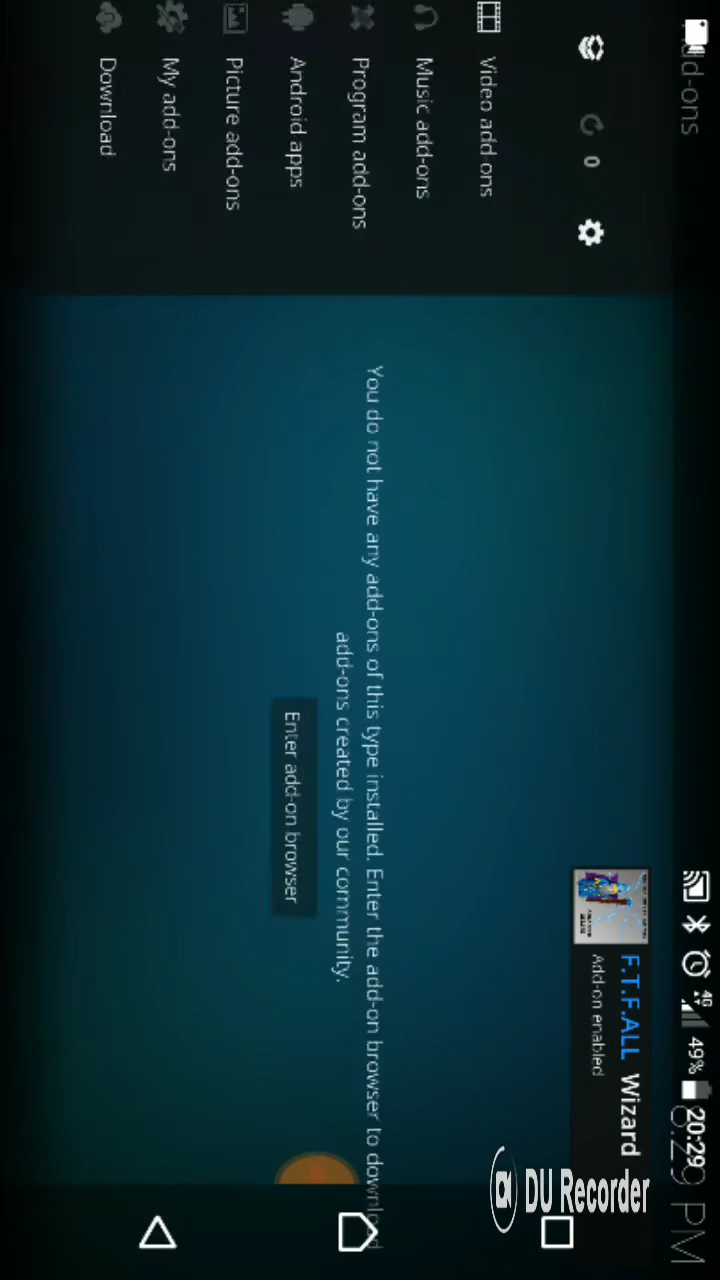 Add-ons
20:29
49%
4G
8:29 PM
0
F.T.F.ALL Wizard
Add-on enabled
Video add-ons
Music add-ons
Program add-ons
Android apps
Picture add-ons
My add-ons
Download
You do not have any add-ons of this type installed. Enter the add-on browser to download
add-ons created by our community.
Enter add-on browser
DU Recorder